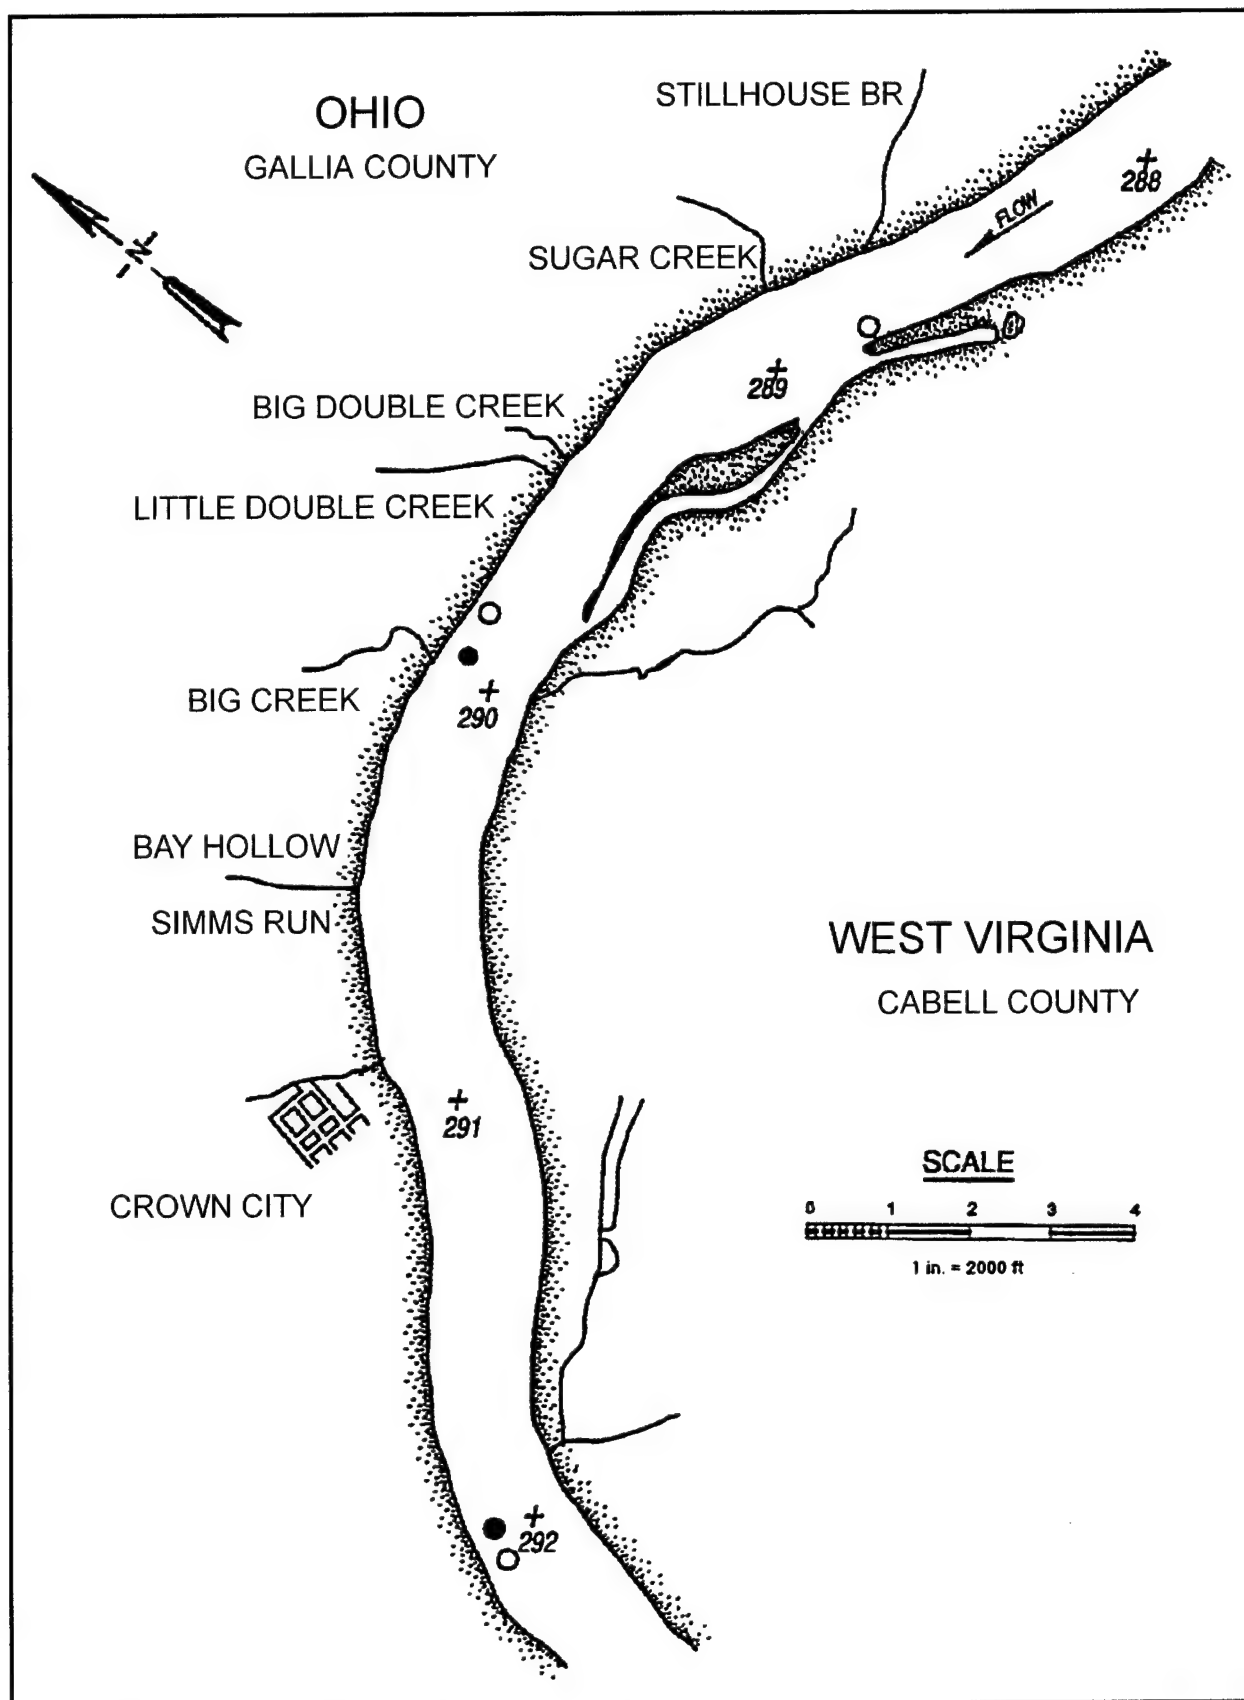 OHIO
GALLIA COUNTY
STILLHOUSE BR
288
FLOW
N
SUGAR CREEK
289
BIG DOUBLE CREEK
LITTLE DOUBLE CREEK
BIG CREEK
290
BAY HOLLOW
SIMMS RUN
WEST VIRGINIA
CABELL COUNTY
291
CROWN CITY
SCALE
0 1 2 3 4
1 in. = 2000 ft
292